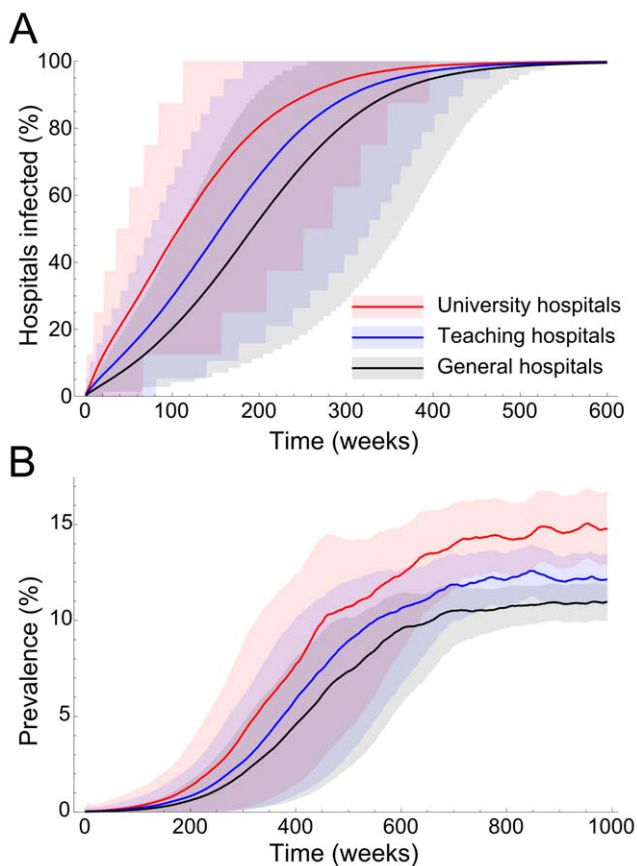 A
100
80
60
40
20
0
Hospitals infected (%)
University hospitals
Teaching hospitals
General hospitals
0 100 200 300 400 500 600
Time (weeks)
B
15
10
5
0
Prevalence (%)
0 200 400 600 800 1000
Time (weeks)